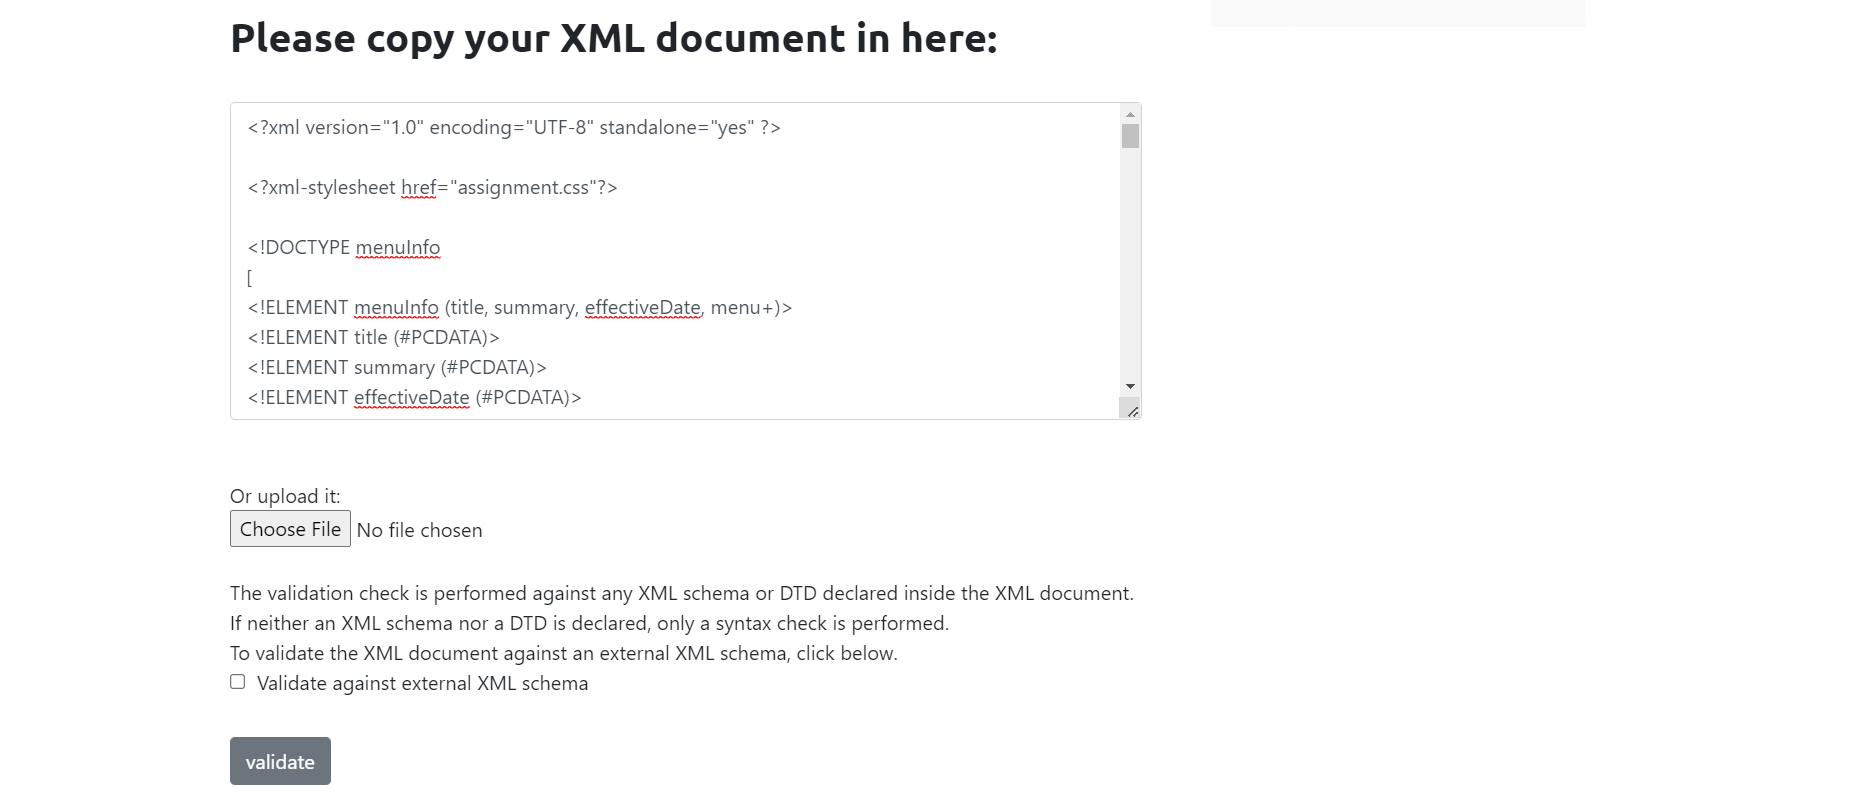 Please copy your XML document in here:
<?xml version="1.0" encoding="UTF-8" standalone="yes" ?>
<?xml-stylesheet href="assignment.css"?>
<!DOCTYPE menuInfo
[
<!ELEMENT menuInfo (title, summary, effectiveDate, menu+)>
<!ELEMENT title (#PCDATA)>
<!ELEMENT summary (#PCDATA)>
<!ELEMENT effectiveDate (#PCDATA)>
Or upload it:
Choose File No file chosen
The validation check is performed against any XML schema or DTD declared inside the XML document.
If neither an XML schema nor a DTD is declared, only a syntax check is performed.
To validate the XML document against an external XML schema, click below.
Validate against external XML schema
validate